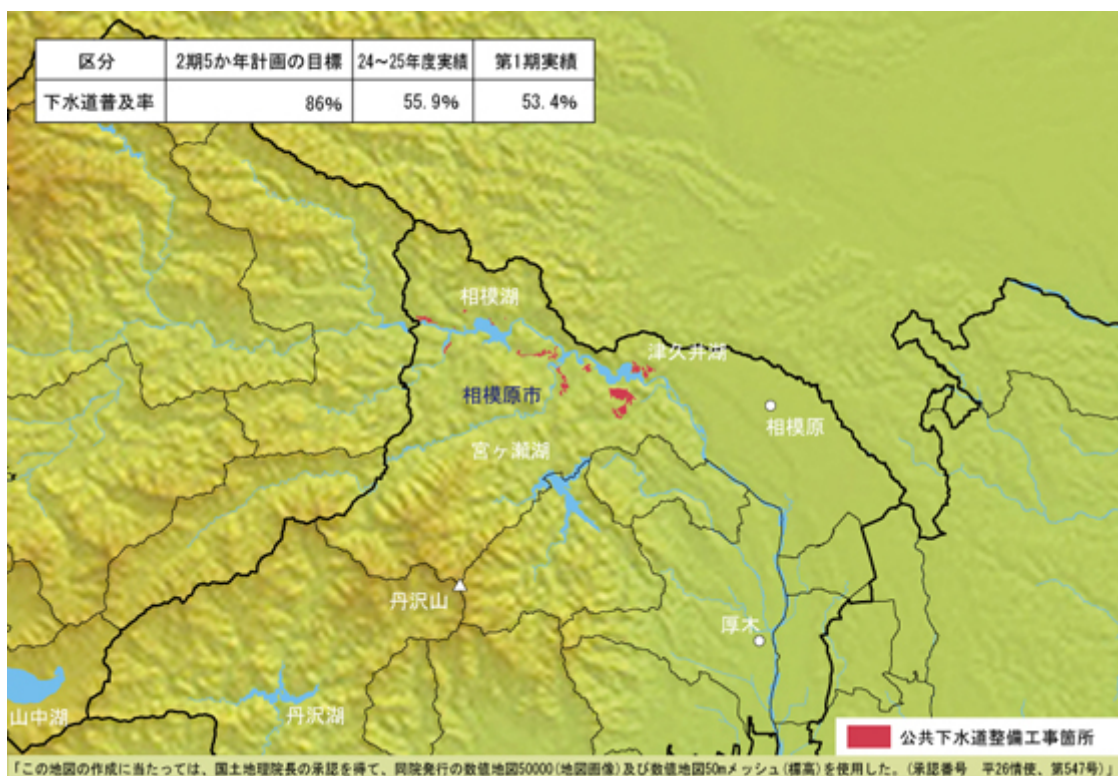 区分 2期5か年計画の目標 24～25年度実績 第1期実績
下水道普及率 86% 55.9% 53.4%
相模湖
津久井湖
相模原市
相模原
宮ヶ瀬湖
丹沢山
厚木
丹沢湖
山中湖
公共下水道整備工事箇所
「この地図の作成に当たっては、国土地理院長の承認を得て、同院発行の数値地図50000(地図画像)及び数値地図50mメッシュ(標高)を使用した。(承認番号 平26情使、第547号)」